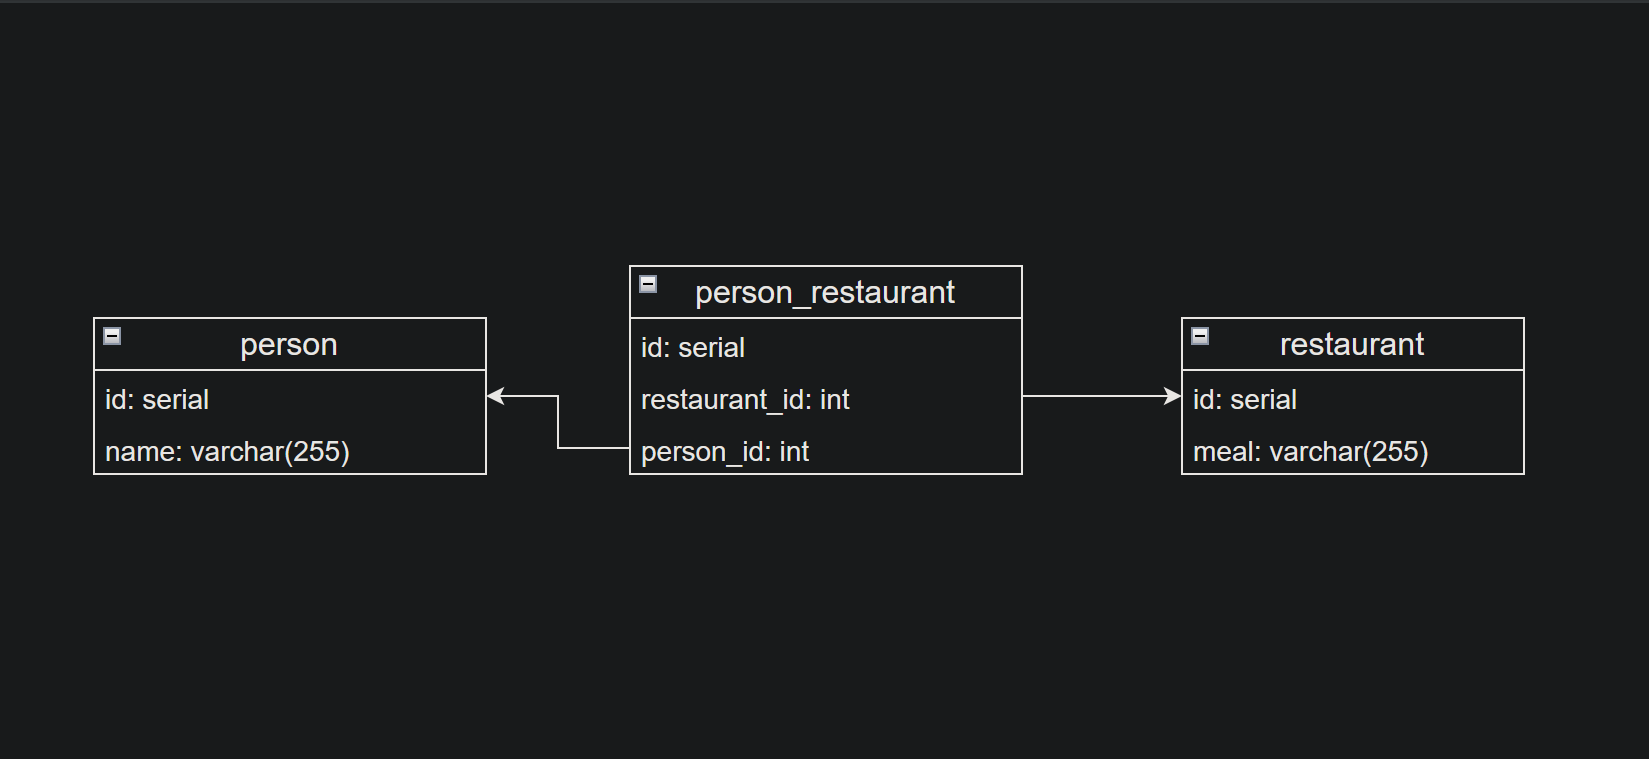 person
id: serial
name: varchar(255)
person_restaurant
id: serial
restaurant_id: int
person_id: int
restaurant
id: serial
meal: varchar(255)